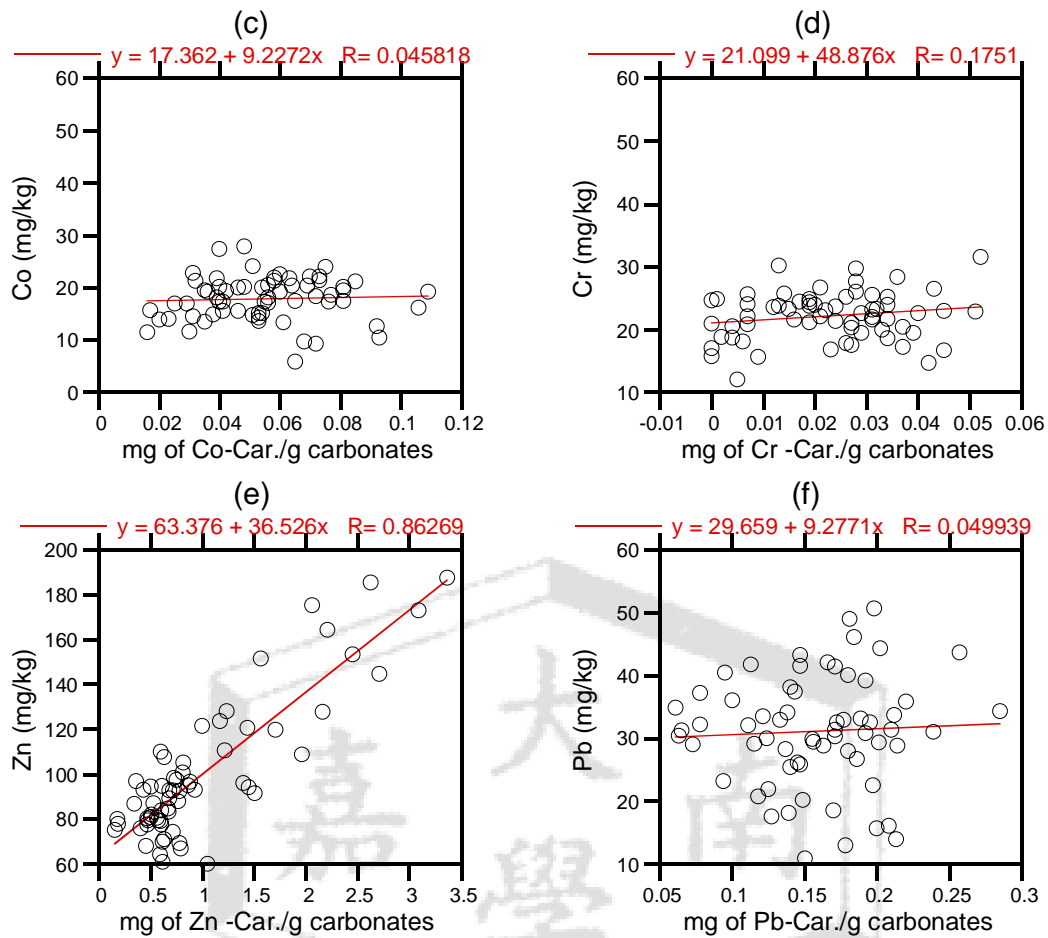 (c)
y = 17.362 + 9.2272x R= 0.045818
60
50
40
30
20
10
0
Co (mg/kg)
0 0.02 0.04 0.06 0.08 0.1 0.12
mg of Co-Car./g carbonates
(d)
y = 21.099 + 48.876x R= 0.1751
60
50
40
30
20
10
Cr (mg/kg)
-0.01 0 0.01 0.02 0.03 0.04 0.05 0.06
mg of Cr -Car./g carbonates
(e)
y = 63.376 + 36.526x R= 0.86269
200
180
160
140
120
100
80
60
Zn (mg/kg)
0 0.5 1 1.5 2 2.5 3 3.5
mg of Zn -Car./g carbonates
(f)
y = 29.659 + 9.2771x R= 0.049939
60
50
40
30
20
10
Pb (mg/kg)
0.05 0.1 0.15 0.2 0.25 0.3
mg of Pb-Car./g carbonates
大
嘉 南
學